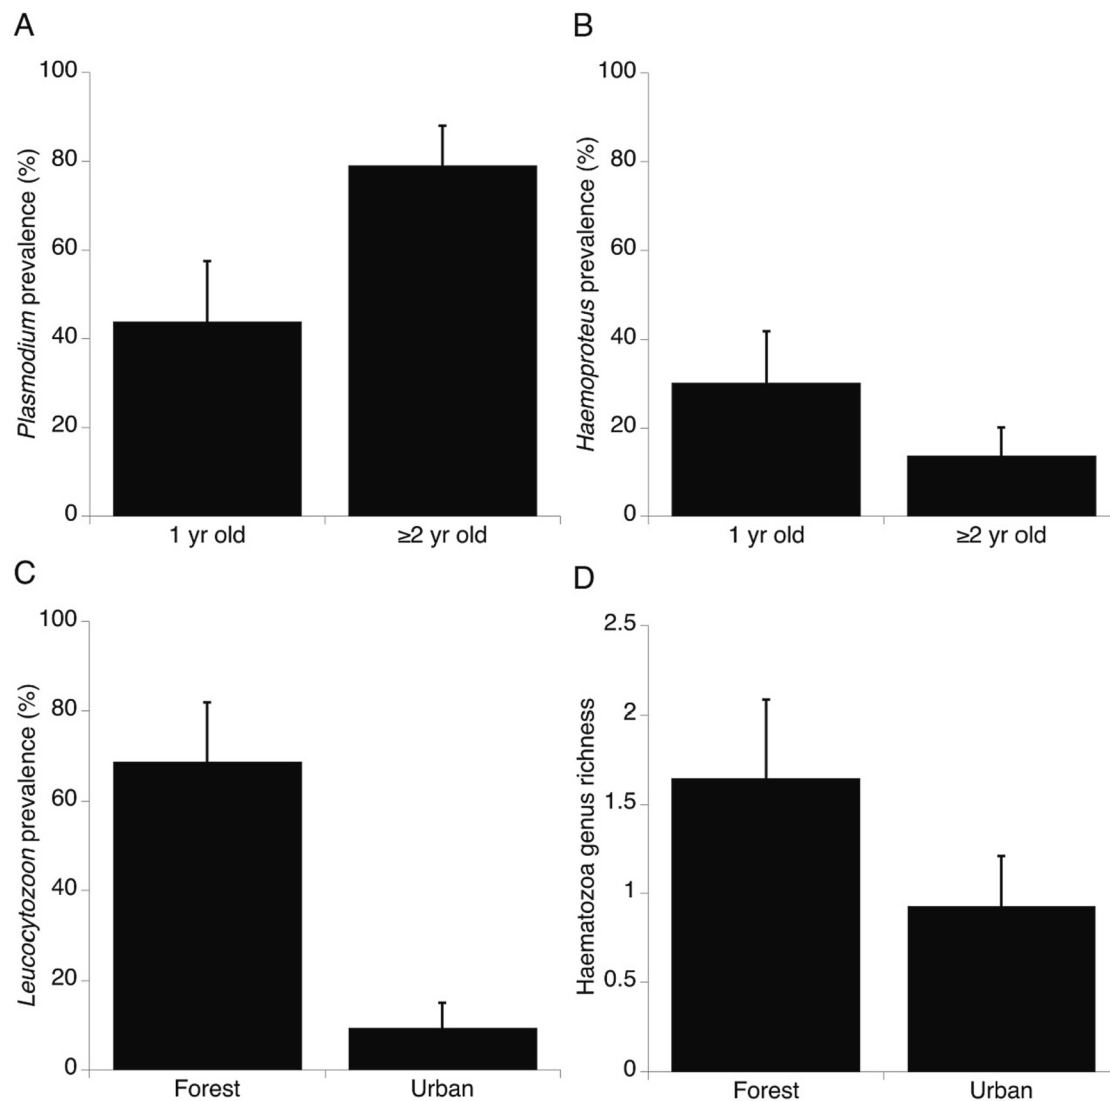 A
Plasmodium prevalence (%)
100
80
60
40
20
0
1 yr old
≥2 yr old
B
Haemoproteus prevalence (%)
100
80
60
40
20
0
1 yr old
≥2 yr old
C
Leucocytozoon prevalence (%)
100
80
60
40
20
0
Forest
Urban
D
Haematozoa genus richness
2.5
2
1.5
1
0.5
0
Forest
Urban